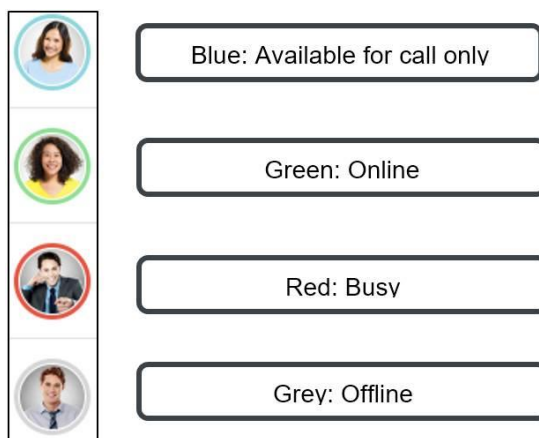 Blue: Available for call only
Green: Online
Red: Busy
Grey: Offline